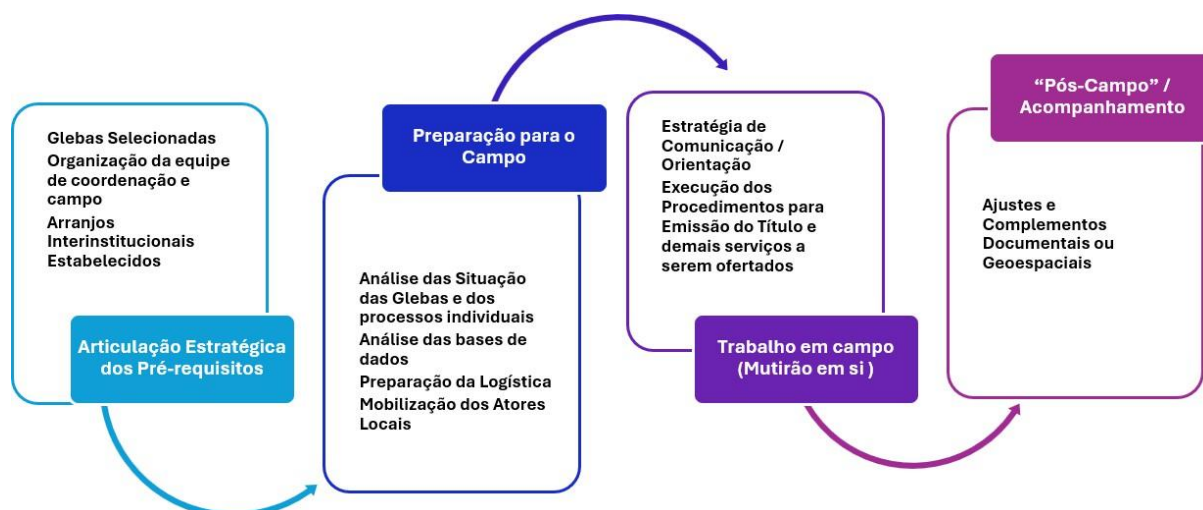 Glebas Selecionadas
Organização da equipe
de coordenação e
campo
Arranjos
Interinstitucionais
Estabelecidos
Articulação Estratégica
dos Pré-requisitos
Preparação para o
Campo
Análise das Situação
das Glebas e dos
processos individuais
Análise das bases de
dados
Preparação da Logística
Mobilização dos Atores
Locais
Estratégia de
Comunicação /
Orientação
Execução dos
Procedimentos para
Emissão do Título e
demais serviços a
serem ofertados
Trabalho em campo
(Mutirão em si )
“Pós-Campo” /
Acompanhamento
Ajustes e
Complementos
Documentais ou
Geoespaciais